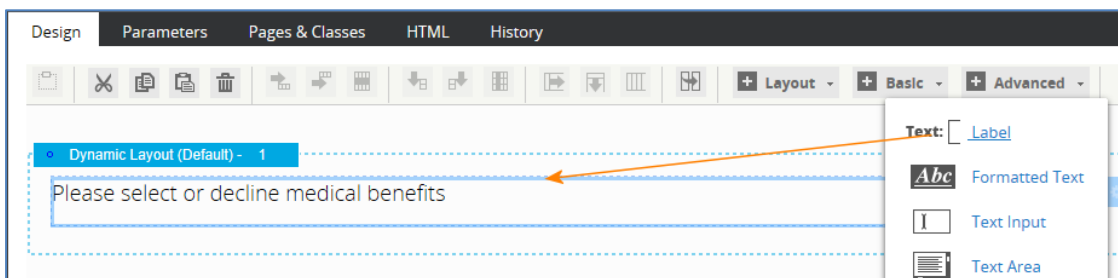 Design Parameters Pages & Classes HTML History
Layout Basic Advanced
Text: Label
Dynamic Layout (Default) - 1
Please select or decline medical benefits
Abc Formatted Text
I Text Input
Text Area